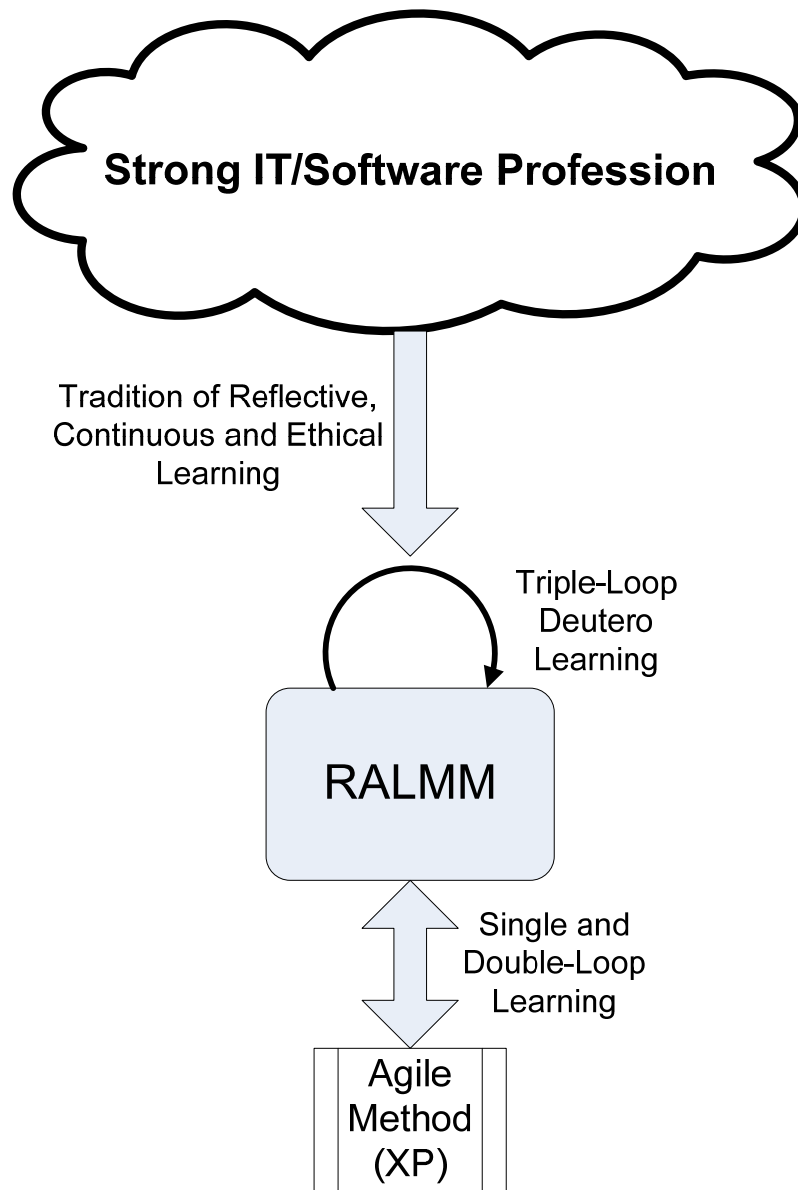 Strong IT/Software Profession
Tradition of Reflective,
Continuous and Ethical
Learning
Triple-Loop
Deutero
Learning
RALMM
Single and
Double-Loop
Learning
Agile
Method
(XP)